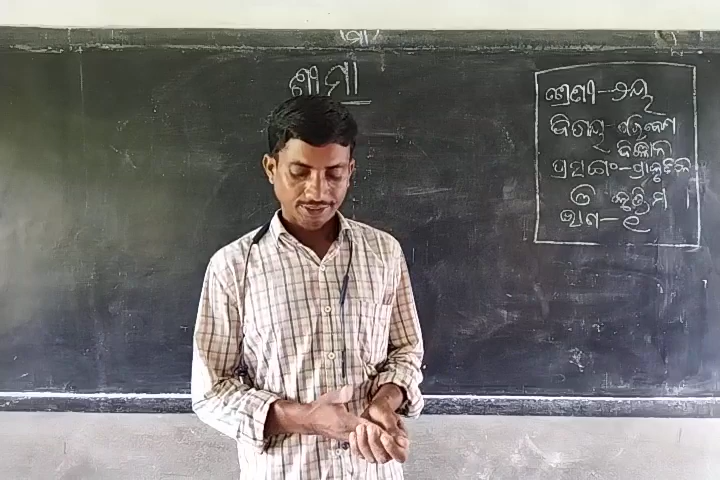 ଶ୍ରେଣୀ-୬ଷ୍ଠ
ବିଷୟ-ପରିବେଶ
ବିଜ୍ଞାନ
ପ୍ରସଙ୍ଗ-ପ୍ରାକୃତିକ
ଓ କୃତ୍ରିମ ।
ଭାଗ-୧